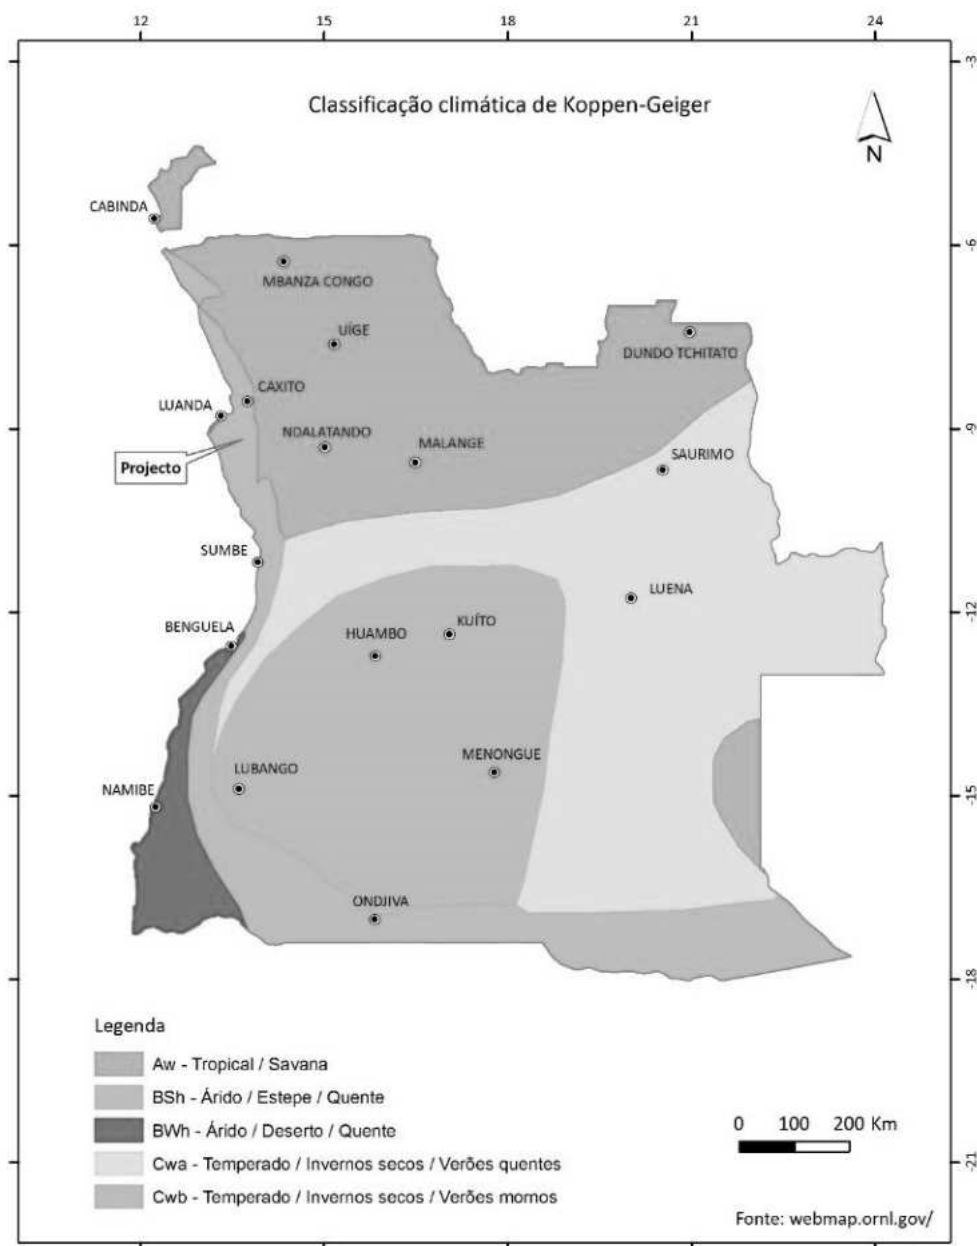 12 15 18 21 24
-3
Classificação climática de Koppen-Geiger
N
CABINDA
-6
MBANZA CONGO
UÍGE
DUNDO TCHITATO
CAXITO
LUANDA
-9
NDALATANDO
MALANGE
SAURIMO
Projecto
SUMBE
LUENA
-12
BENGUELA
KUÍTO
HUAMBO
MENONGUE
LUBANGO
NAMIBE
-15
ONDJIVA
-18
Legenda
Aw - Tropical / Savana
BSh - Árido / Estepe / Quente
BWh - Árido / Deserto / Quente
Cwa - Temperado / Invernos secos / Verões quentes
Cwb - Temperado / Invernos secos / Verões mornos
0 100 200 Km
-21
Fonte: webmap.ornl.gov/